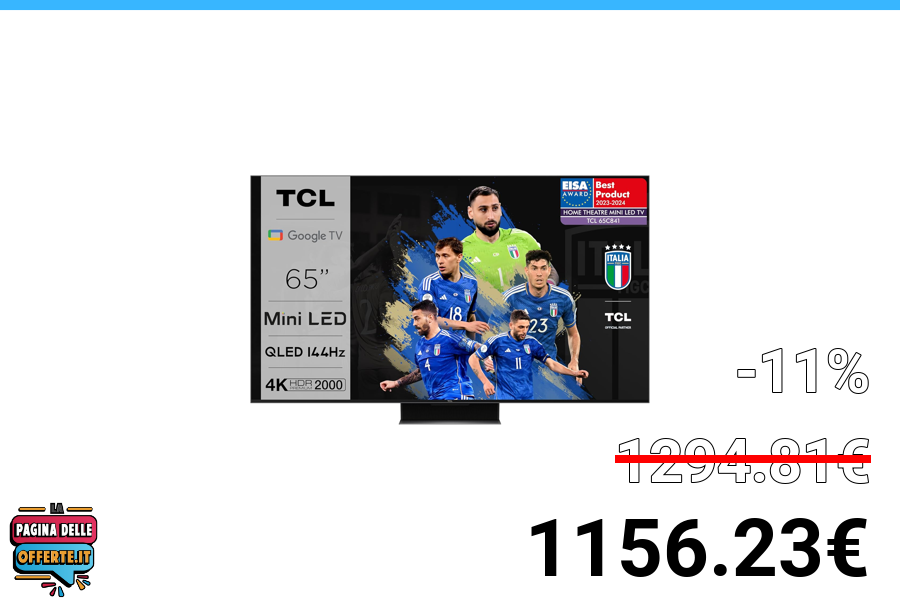 TCL
Google TV
65”
Mini LED
QLED 144Hz
4K HDR PREMIUM 2000
EISA AWARD
Best Product
2023-2024
HOME THEATRE MINI LED TV
TCL 65C841
ITALIA
TCL
OFFICIAL PARTNER
18
23
4
11
-11%
1294.81€
1156.23€
LA
PAGINA DELLE
OFFERTE.IT